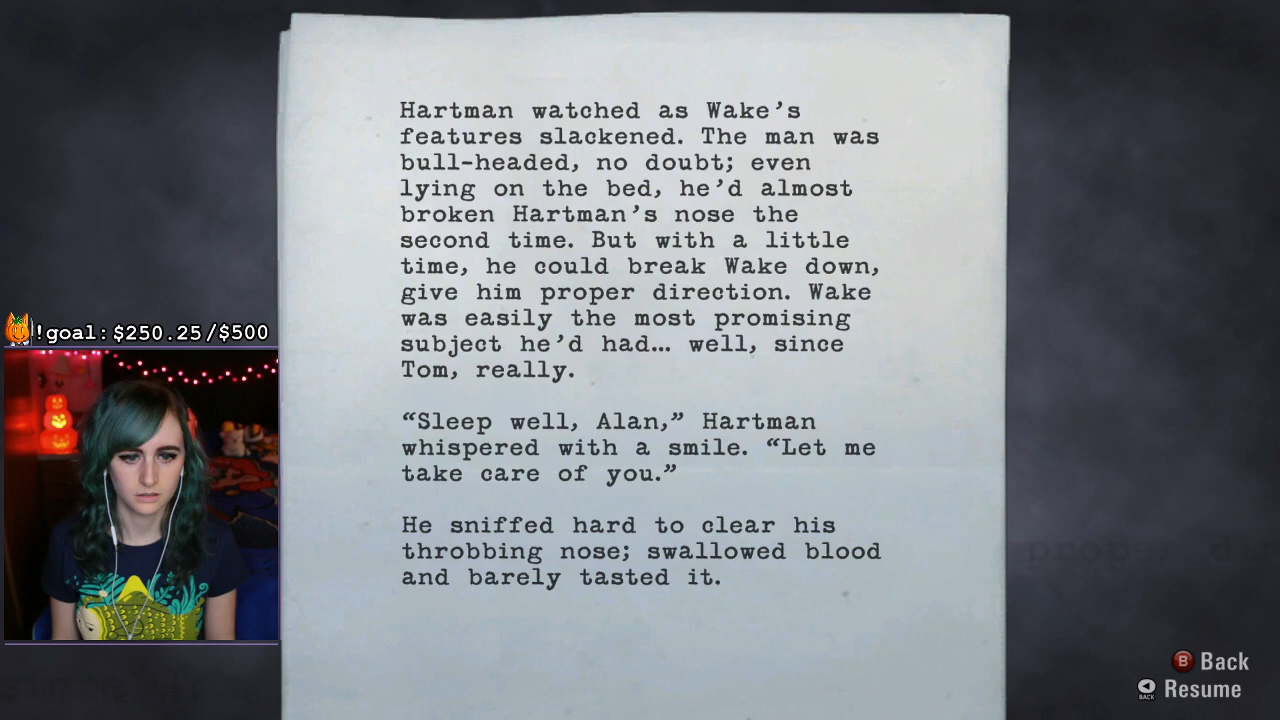 Hartman watched as Wake’s
features slackened. The man was
bull-headed, no doubt; even
lying on the bed, he’d almost
broken Hartman’s nose the
second time. But with a little
time, he could break Wake down,
give him proper direction. Wake
was easily the most promising
subject he’d had… well, since
Tom, really.
“Sleep well, Alan,” Hartman
whispered with a smile. “Let me
take care of you.”
He sniffed hard to clear his
throbbing nose; swallowed blood
and barely tasted it.
!goal: $250.25/$500
proper
B Back
BACK Resume